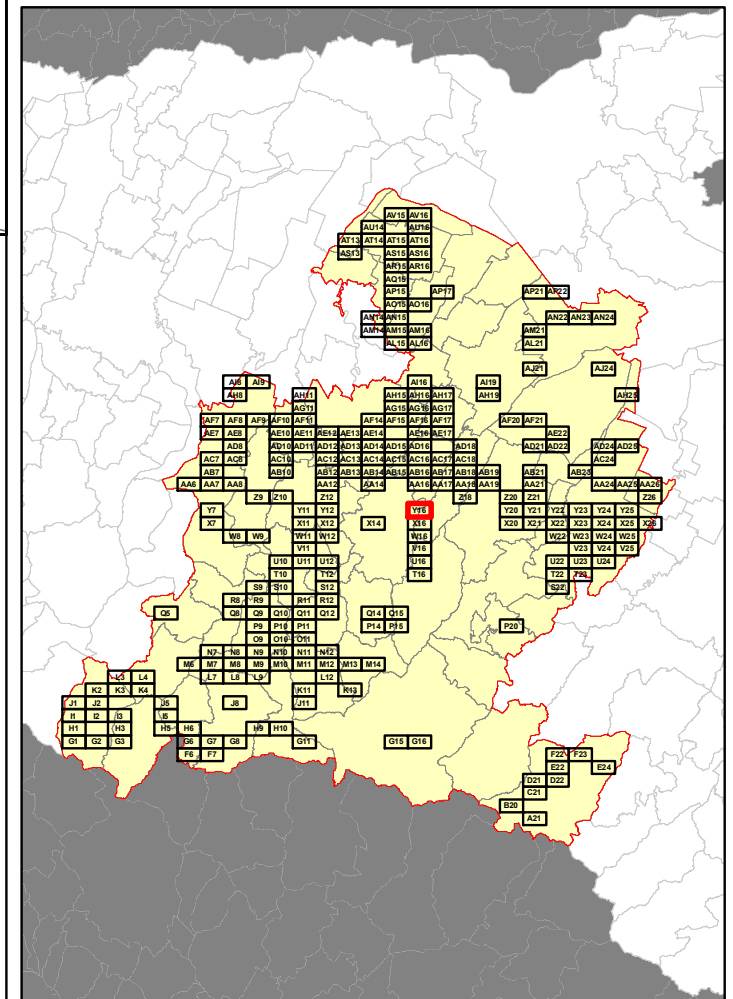 AV15 AV16
AU14 AU16
AT13 AT14 AT15 AT16
AS13 AS15 AS16
AR15 AR16
AQ15
AP15 AP17 AP21 AP22
AO15 AO16
AN14 AN15 AN22 AN23 AN24
AM14 AM15 AM16 AM21
AL15 AL16 AL21
AJ21 AJ24
AI8 AI9 AI16 AI19
AH8 AH11 AH15 AH16 AH17 AH19 AH25
AG11 AG15 AG16 AG17
AF7 AF8 AF9 AF10 AF11 AF14 AF15 AF16 AF17 AF20 AF21
AE7 AE8 AE10 AE11 AE12 AE13 AE14 AE16 AE17 AE22
AD8 AD10 AD11 AD12 AD13 AD14 AD15 AD16 AD18 AD21 AD22 AD24 AD25
AC7 AC8 AC10 AC12 AC13 AC14 AC15 AC16 AC17 AC18 AC24
AB7 AB10 AB12 AB13 AB14 AB15 AB16 AB17 AB18 AB19 AB21 AB23
AA6 AA7 AA8 AA12 AA14 AA16 AA17 AA18 AA19 AA21 AA24 AA25 AA26
Z9 Z10 Z12 Z18 Z20 Z21 Z26
Y7 Y11 Y12 Y16 Y20 Y21 Y22 Y23 Y24 Y25
X7 X11 X12 X14 X16 X20 X21 X22 X23 X24 X25 X26
W8 W9 W11 W12 W16 W22 W23 W24 W25
V11 V16 V23 V24 V25
U10 U11 U12 U16 U22 U23 U24
T10 T12 T16 T22 T23
S9 S10 S12 S22
R8 R9 R11 R12
Q5 Q8 Q9 Q10 Q11 Q12 Q14 Q15
P9 P10 P11 P14 P15 P20
O9 O10 O11
N7 N8 N9 N10 N11 N12
M6 M7 M8 M9 M10 M11 M12 M13 M14
L3 L4 L7 L8 L9 L12
K2 K3 K4 K11 K13
J1 J2 J5 J8 J11
I1 I2 I3 I5
H1 H3 H5 H6 H9 H10
G1 G2 G3 G6 G7 G8 G11 G15 G16
F6 F7 F22 F23
E22 E24
D21 D22
C21
B20
A21